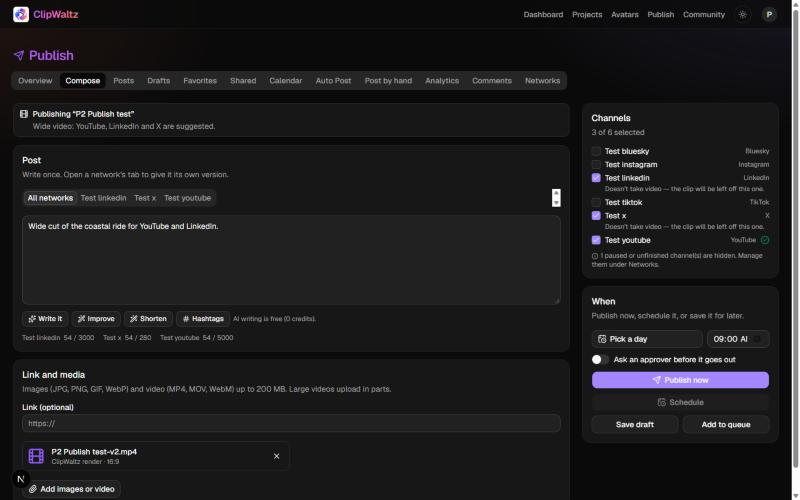 ClipWaltz
Dashboard Projects Avatars Publish Community P
Publish
Overview Compose Posts Drafts Favorites Shared Calendar Auto Post Post by hand Analytics Comments Networks
Publishing "P2 Publish test"
Wide video: YouTube, LinkedIn and X are suggested.
Post
Write once. Open a network's tab to give it its own version.
All networks Test linkedin Test x Test youtube
Wide cut of the coastal ride for YouTube and LinkedIn.
Write it Improve Shorten # Hashtags AI writing is free (0 credits).
Test linkedin 54 / 3000 Test x 54 / 280 Test youtube 54 / 5000
Link and media
Images (JPG, PNG, GIF, WebP) and video (MP4, MOV, WebM) up to 200 MB. Large videos upload in parts.
Link (optional)
https://
P2 Publish test-v2.mp4
ClipWaltz render · 16:9
N
Add images or video
Channels
3 of 6 selected
Test bluesky Bluesky
Test instagram Instagram
Test linkedin LinkedIn
Doesn't take video — the clip will be left off this one.
Test tiktok TikTok
Test x X
Doesn't take video — the clip will be left off this one.
Test youtube YouTube
1 paused or unfinished channel(s) are hidden. Manage
them under Networks.
When
Publish now, schedule it, or save it for later.
Pick a day 09:00
Ask an approver before it goes out
Publish now
Schedule
Save draft Add to queue